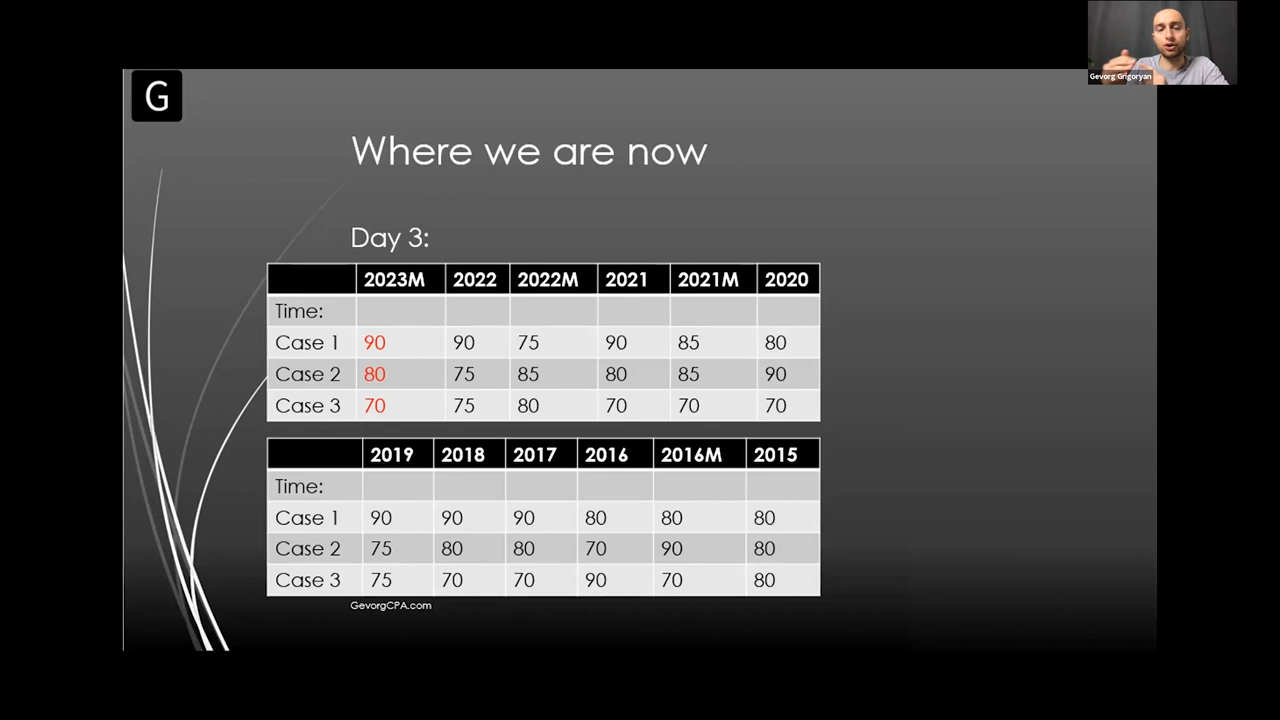 G
Gevorg Grigoryan
Where we are now
Day 3:
2023M 2022 2022M 2021 2021M 2020
Time:
Case 1 90 90 75 90 85 80
Case 2 80 75 85 80 85 90
Case 3 70 75 80 70 70 70
2019 2018 2017 2016 2016M 2015
Time:
Case 1 90 90 90 80 80 80
Case 2 75 80 80 70 90 80
Case 3 75 70 70 90 70 80
GevorgCPA.com